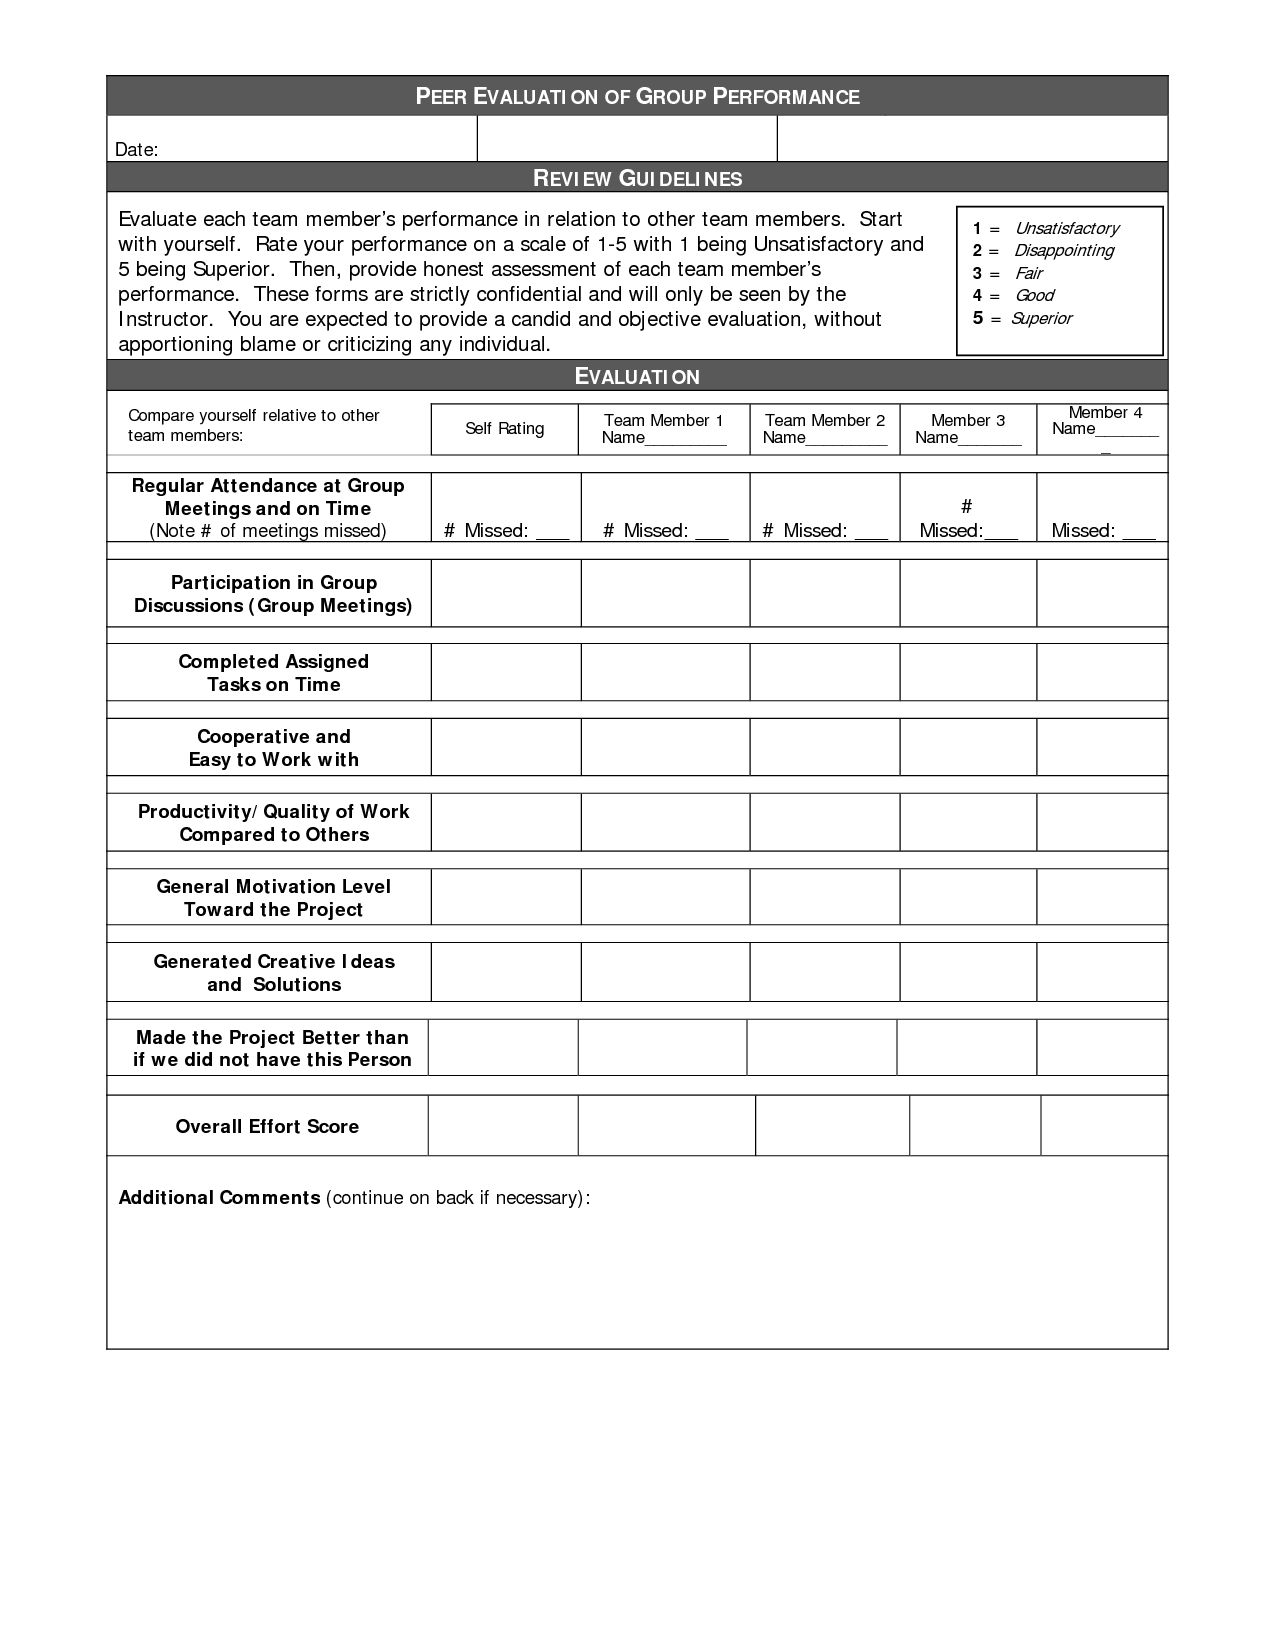 PEER EVALUATION OF GROUP PERFORMANCE
Date:
REVIEW GUIDELINES
Evaluate each team member’s performance in relation to other team members.  Start
with yourself.  Rate your performance on a scale of 1-5 with 1 being Unsatisfactory and
5 being Superior.  Then, provide honest assessment of each team member’s
performance.  These forms are strictly confidential and will only be seen by the
Instructor.  You are expected to provide a candid and objective evaluation, without
apportioning blame or criticizing any individual.
1 =  Unsatisfactory
2 =  Disappointing
3 =  Fair
4 =  Good
5 =  Superior
EVALUATION
Compare yourself relative to other
team members:
Self Rating
Team Member 1
Name_________
Team Member 2
Name_________
Member 3
Name_______
Member 4
Name_______
_
Regular Attendance at Group
Meetings and on Time
(Note # of meetings missed)
# Missed: ___
# Missed: ___
# Missed: ___
#
Missed:___
Missed: ___
Participation in Group
Discussions (Group Meetings)
Completed Assigned
Tasks on Time
Cooperative and
Easy to Work with
Productivity/ Quality of Work
Compared to Others
General Motivation Level
Toward the Project
Generated Creative Ideas
and  Solutions
Made the Project Better than
if we did not have this Person
Overall Effort Score
Additional Comments (continue on back if necessary):